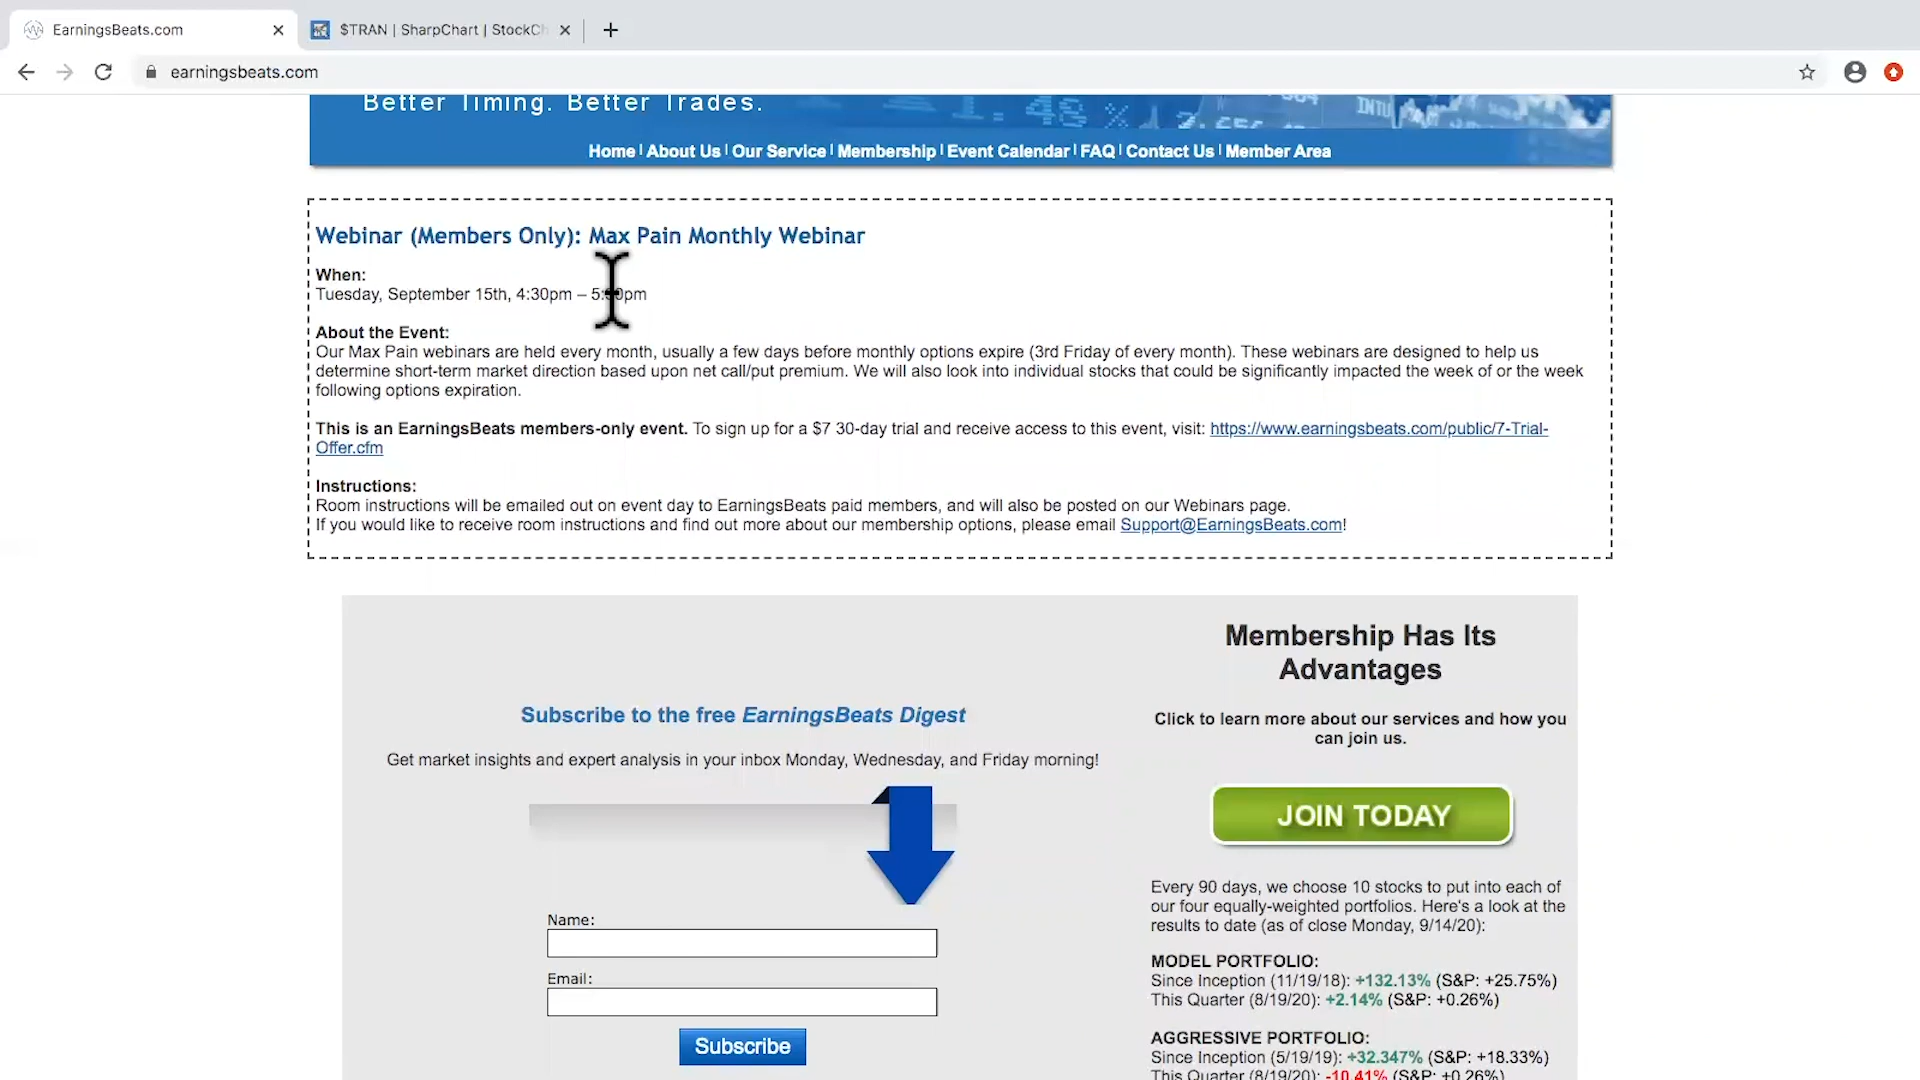 EarningsBeats.com
$TRAN | SharpChart | StockCh
earningsbeats.com
Better Timing. Better Trades.
Home | About Us | Our Service | Membership | Event Calendar | FAQ | Contact Us | Member Area
Webinar (Members Only): Max Pain Monthly Webinar
When:
Tuesday, September 15th, 4:30pm –
About the Event:
Our Max Pain webinars are held every month, usually a few days before monthly options expire (3rd Friday of every month). These webinars are designed to help us
determine short-term market direction based upon net call/put premium. We will also look into individual stocks that could be significantly impacted the week of or the week
following options expiration.
This is an EarningsBeats members-only event. To sign up for a $7 30-day trial and receive access to this event, visit: https://www.earningsbeats.com/public/7-Trial-
Offer.cfm
Instructions:
Room instructions will be emailed out on event day to EarningsBeats paid members, and will also be posted on our Webinars page.
If you would like to receive room instructions and find out more about our membership options, please email Support@EarningsBeats.com!
Subscribe to the free EarningsBeats Digest
Get market insights and expert analysis in your inbox Monday, Wednesday, and Friday morning!
Name:
Email:
Subscribe
Membership Has Its
Advantages
Click to learn more about our services and how you
can join us.
JOIN TODAY
Every 90 days, we choose 10 stocks to put into each of
our four equally-weighted portfolios. Here's a look at the
results to date (as of close Monday, 9/14/20):
MODEL PORTFOLIO:
Since Inception (11/19/18): +132.13% (S&P: +25.75%)
This Quarter (8/19/20): +2.14% (S&P: +0.26%)
AGGRESSIVE PORTFOLIO:
Since Inception (5/19/19): +32.347% (S&P: +18.33%)
This Quarter (8/19/20): -10.41% (S&P: +0.26%)